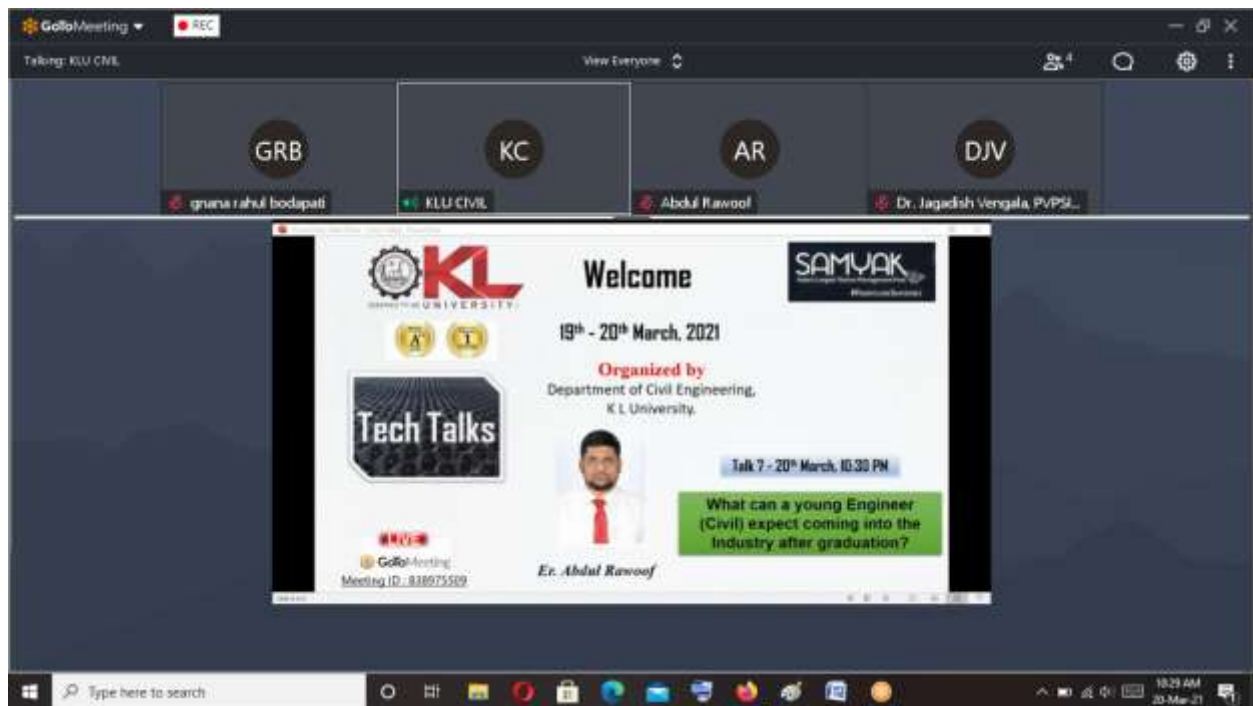 GoToMeeting
REC
Talking: KLU CIVIL
View Everyone
4
GRB
KC
AR
DJV
gnana rahul bodapati
KLU CIVIL
Abdul Rawoof
Dr. Jagadish Vengala, PVPSI...
KL
UNIVERSITY
Welcome
SAMYAK
19th - 20th March, 2021
Organized by
Department of Civil Engineering,
K L University.
Tech Talks
Talk 7 - 20th March, 10.30 PM
What can a young Engineer
(Civil) expect coming into the
Industry after graduation?
LIVE
GoToMeeting
Meeting ID : 838975509
Er. Abdul Rawoof
Type here to search
10:29 AM
20-Mar-21